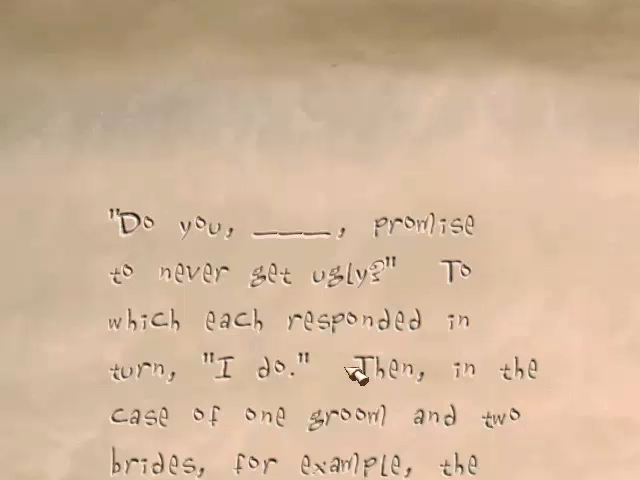 "Do you, ____, promise
to never get ugly?" To
which each responded in
turn, "I do." Then, in the
case of one groom and two
brides, for example, the